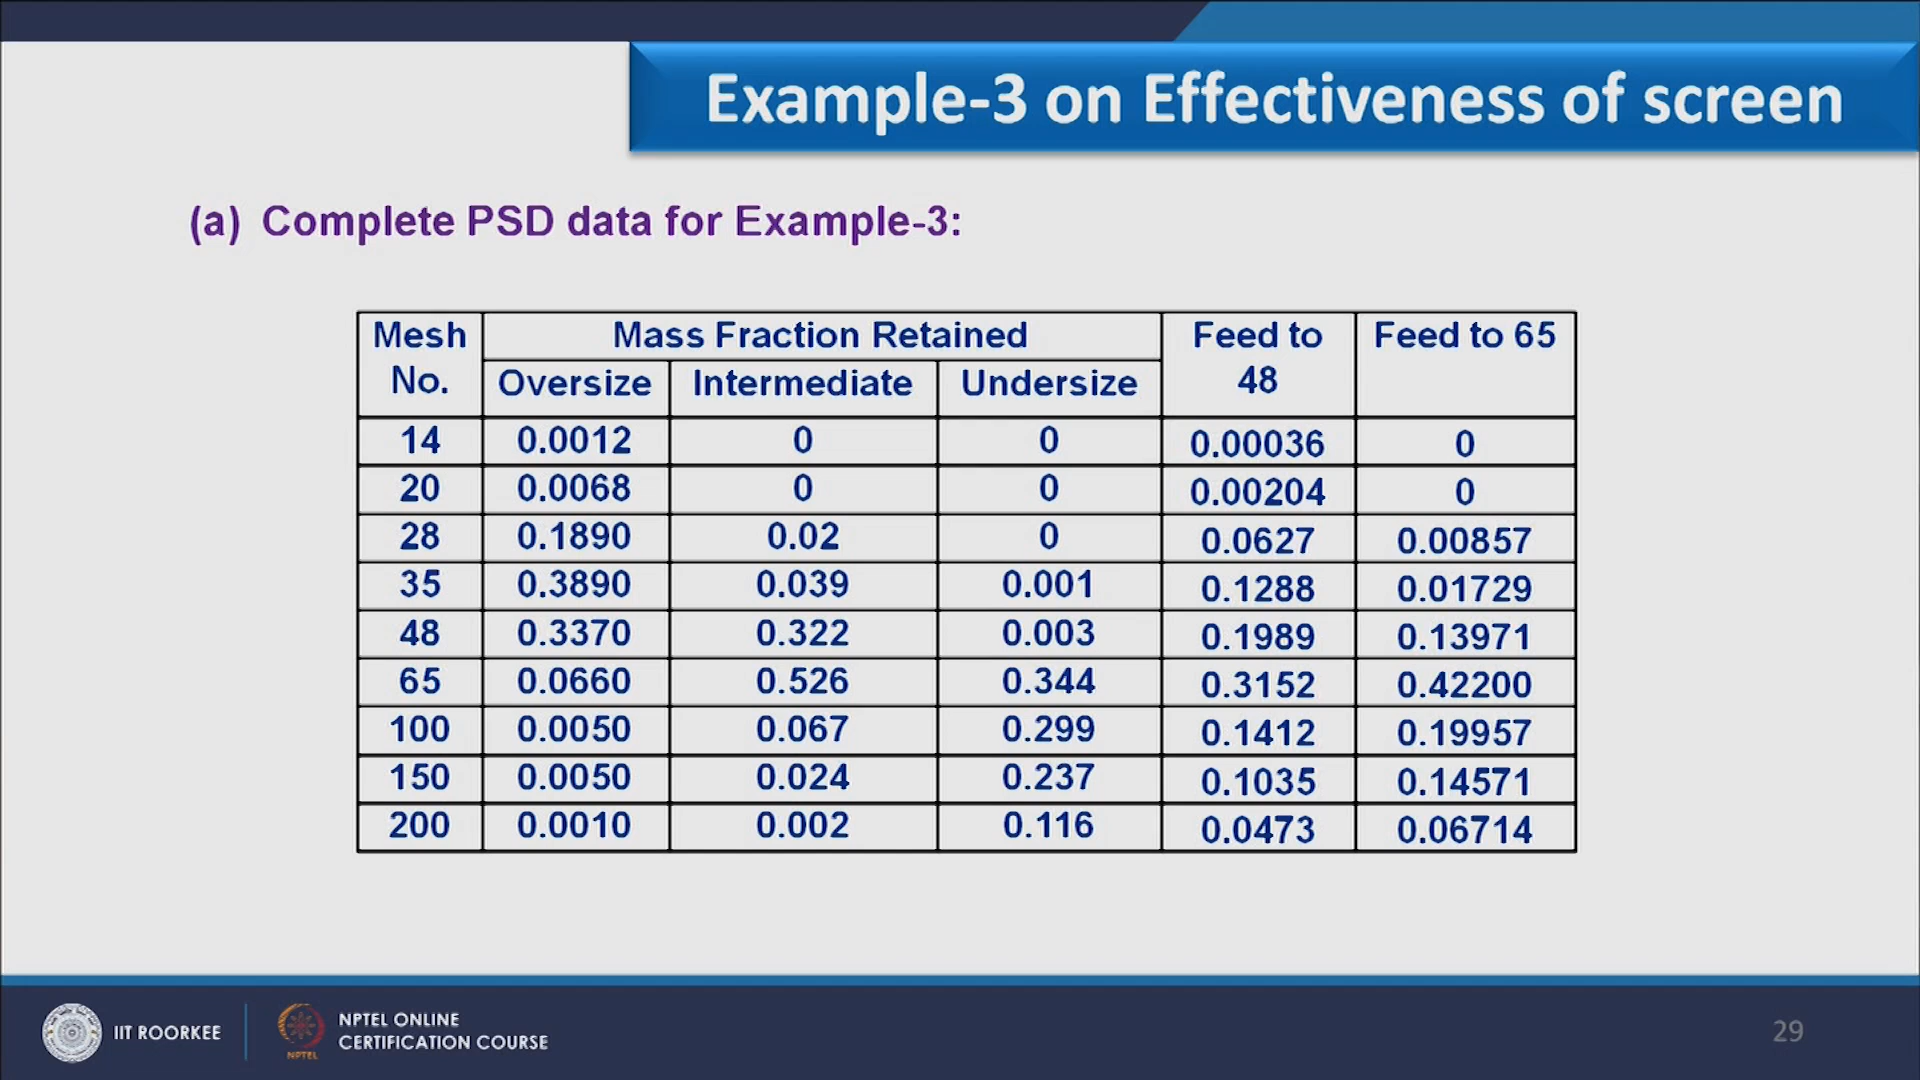 Example-3 on Effectiveness of screen
(a) Complete PSD data for Example-3:
Mesh No. Mass Fraction Retained Feed to 48 Feed to 65
Oversize Intermediate Undersize
14 0.0012 0 0 0.00036 0
20 0.0068 0 0 0.00204 0
28 0.1890 0.02 0 0.0627 0.00857
35 0.3890 0.039 0.001 0.1288 0.01729
48 0.3370 0.322 0.003 0.1989 0.13971
65 0.0660 0.526 0.344 0.3152 0.42200
100 0.0050 0.067 0.299 0.1412 0.19957
150 0.0050 0.024 0.237 0.1035 0.14571
200 0.0010 0.002 0.116 0.0473 0.06714
IIT ROORKEE
NPTEL
NPTEL ONLINE
CERTIFICATION COURSE
29